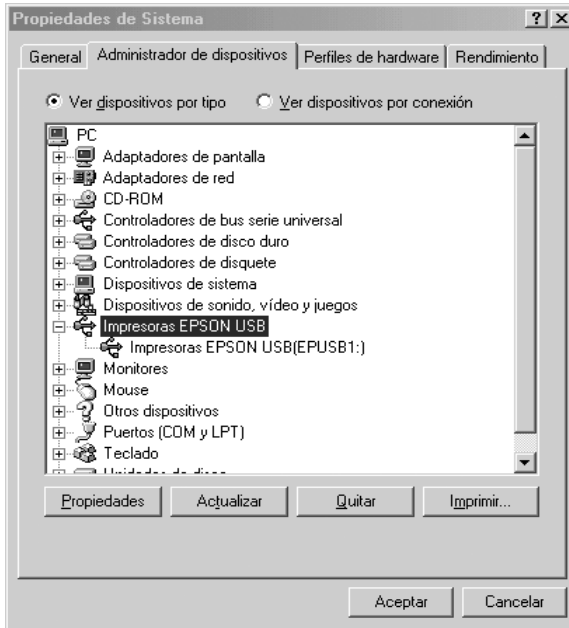 Propiedades de Sistema
General Administrador de dispositivos Perfiles de hardware Rendimiento
Ver dispositivos por tipo Ver dispositivos por conexión
PC
Adaptadores de pantalla
Adaptadores de red
CD-ROM
Controladores de bus serie universal
Controladores de disco duro
Controladores de disquete
Dispositivos de sistema
Dispositivos de sonido, vídeo y juegos
Impresoras EPSON USB
Impresoras EPSON USB(EPUSB1:)
Monitores
Mouse
Otros dispositivos
Puertos (COM y LPT)
Teclado
Unidades de disco
Propiedades Actualizar Quitar Imprimir...
Aceptar Cancelar